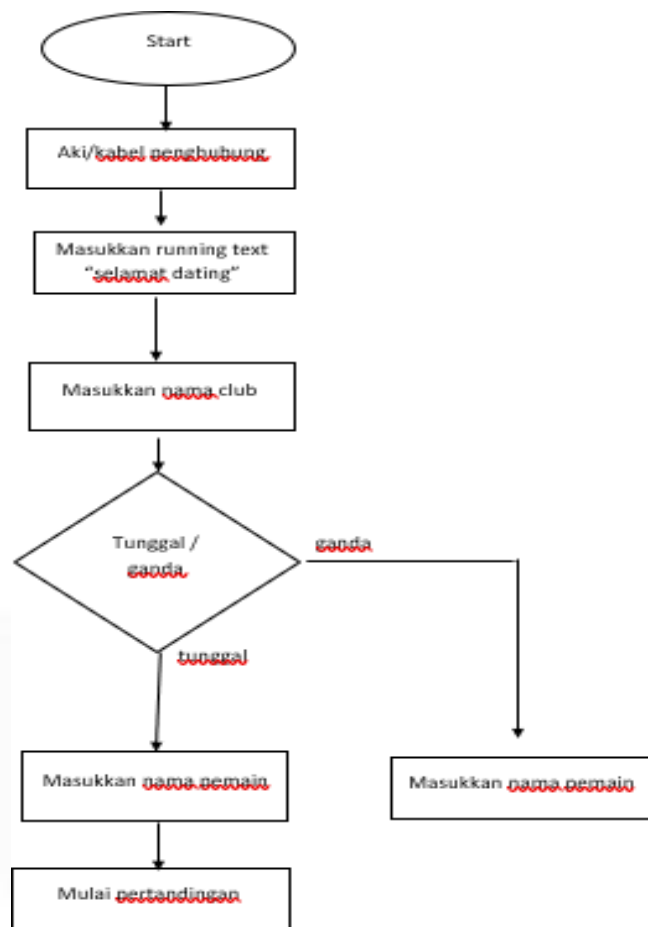 Start
Aki/kabel penghubung
Masukkan running text
“selamat dating”
Masukkan nama club
Tunggal /
ganda
ganda
tunggal
Masukkan nama pemain
Masukkan nama pemain
Mulai pertandingan